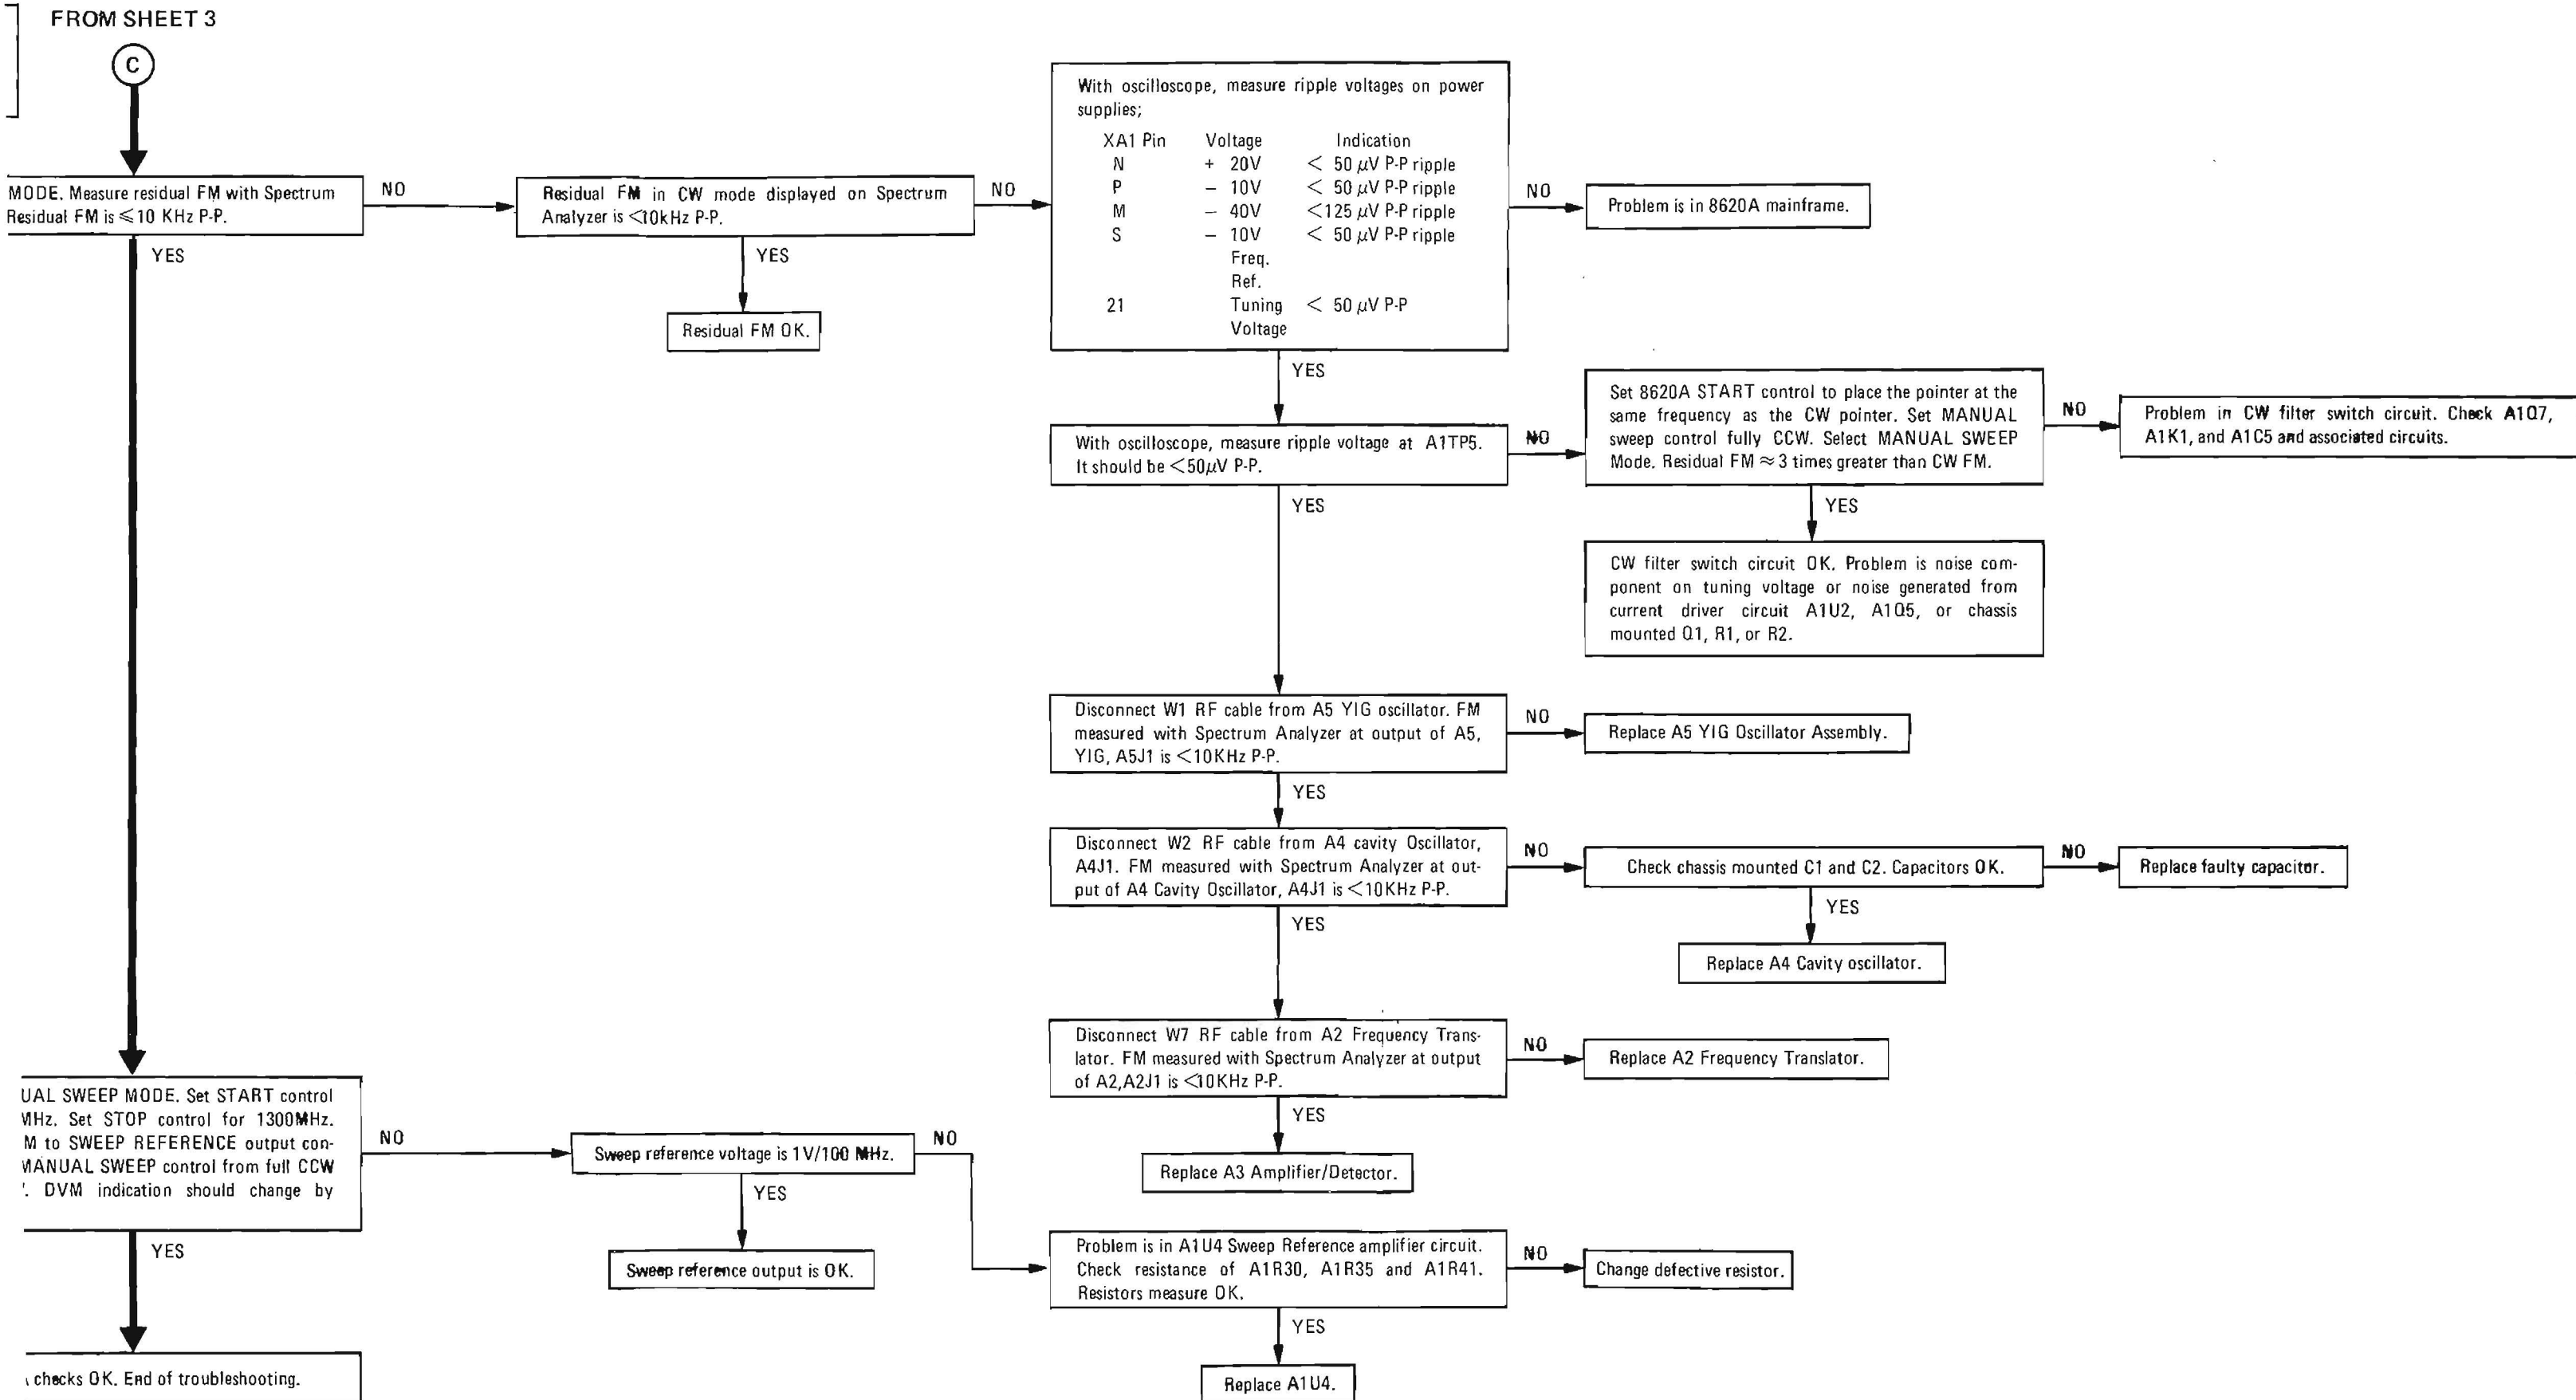 FROM SHEET 3
C
MODE. Measure residual FM with Spectrum
Residual FM is ⩽10 KHz P-P.
NO
YES
Residual FM in CW mode displayed on Spectrum
Analyzer is <10kHz P-P.
NO
YES
Residual FM OK.
With oscilloscope, measure ripple voltages on power
supplies;
XA1 Pin Voltage Indication
N + 20V < 50 μV P-P ripple
P − 10V < 50 μV P-P ripple
M − 40V <125 μV P-P ripple
S − 10V < 50 μV P-P ripple
Freq.
Ref.
21 Tuning < 50 μV P-P
Voltage
NO
Problem is in 8620A mainframe.
YES
With oscilloscope, measure ripple voltage at A1TP5.
It should be <50μV P-P.
NO
Set 8620A START control to place the pointer at the
same frequency as the CW pointer. Set MANUAL
sweep control fully CCW. Select MANUAL SWEEP
Mode. Residual FM ≈ 3 times greater than CW FM.
NO
Problem in CW filter switch circuit. Check A1Q7,
A1K1, and A1C5 and associated circuits.
YES
CW filter switch circuit OK. Problem is noise com-
ponent on tuning voltage or noise generated from
current driver circuit A1U2, A1Q5, or chassis
mounted Q1, R1, or R2.
YES
Disconnect W1 RF cable from A5 YIG oscillator. FM
measured with Spectrum Analyzer at output of A5,
YIG, A5J1 is <10KHz P-P.
NO
Replace A5 YIG Oscillator Assembly.
YES
Disconnect W2 RF cable from A4 cavity Oscillator,
A4J1. FM measured with Spectrum Analyzer at out-
put of A4 Cavity Oscillator, A4J1 is <10KHz P-P.
NO
Check chassis mounted C1 and C2. Capacitors OK.
NO
Replace faulty capacitor.
YES
Replace A4 Cavity oscillator.
YES
Disconnect W7 RF cable from A2 Frequency Trans-
lator. FM measured with Spectrum Analyzer at output
of A2,A2J1 is <10KHz P-P.
NO
Replace A2 Frequency Translator.
YES
Replace A3 Amplifier/Detector.
UAL SWEEP MODE. Set START control
MHz. Set STOP control for 1300MHz.
M to SWEEP REFERENCE output con-
MANUAL SWEEP control from full CCW
. DVM indication should change by
NO
YES
Sweep reference voltage is 1V/100 MHz.
NO
YES
Sweep reference output is OK.
Problem is in A1U4 Sweep Reference amplifier circuit.
Check resistance of A1R30, A1R35 and A1R41.
Resistors measure OK.
NO
Change defective resistor.
YES
Replace A1U4.
checks OK. End of troubleshooting.